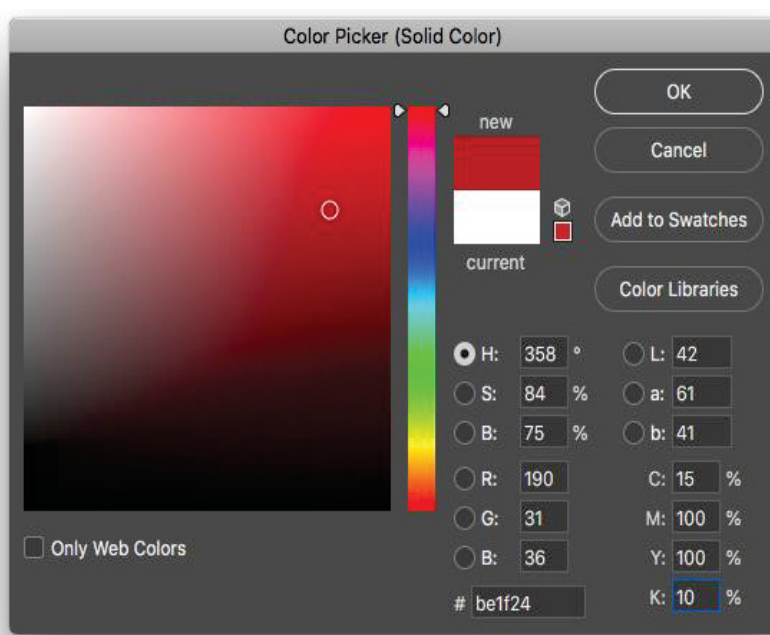 Color Picker (Solid Color)
OK
new
Cancel
Add to Swatches
current
Color Libraries
H: 358 ° L: 42
S: 84 % a: 61
B: 75 % b: 41
R: 190 C: 15 %
G: 31 M: 100 %
Only Web Colors B: 36 Y: 100 %
# be1f24 K: 10 %